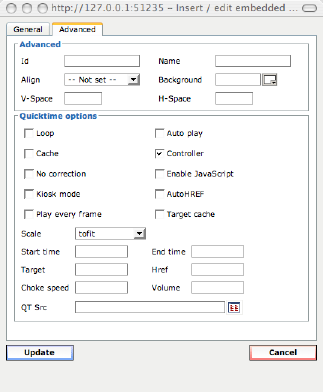 http://127.0.0.1:51235 ~ Insert / edit embedded ...
General Advanced
Advanced
Id Name
Align -- Not set -- Background
V-Space H-Space
Quicktime options
Loop Auto play
Cache Controller
No correction Enable JavaScript
Kiosk mode AutoHREF
Play every frame Target cache
Scale tofit
Start time End time
Target Href
Choke speed Volume
QT Src
Update Cancel